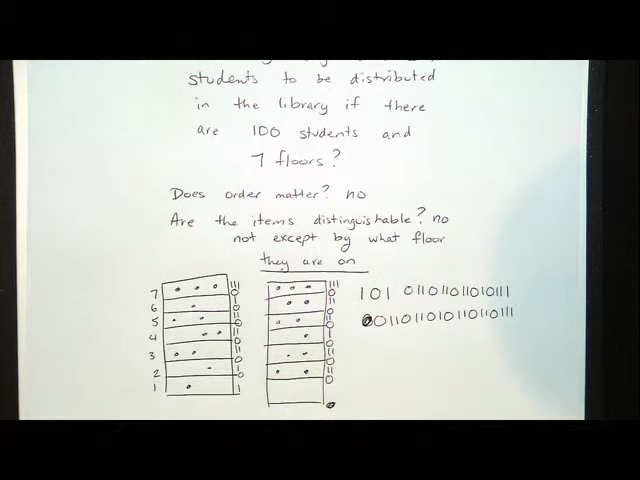 students to be distributed
in the library if there
are 100 students and
7 floors?
Does order matter? no
Are the items distinguishable? no
not except by what floor
they are on
7
6
5
4
3
2
1
101 011011011010111
0011011010110110111